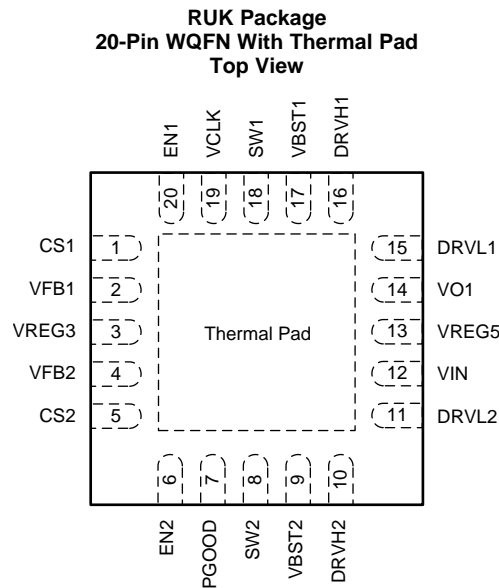 RUK Package
20-Pin WQFN With Thermal Pad
Top View
EN1
VCLK
SW1
VBST1
DRVH1
20
19
18
17
16
CS1 1
15 DRVL1
VFB1 2
14 VO1
VREG3 3
13 VREG5
Thermal Pad
VFB2 4
12 VIN
CS2 5
11 DRVL2
6
7
8
9
10
EN2
PGOOD
SW2
VBST2
DRVH2